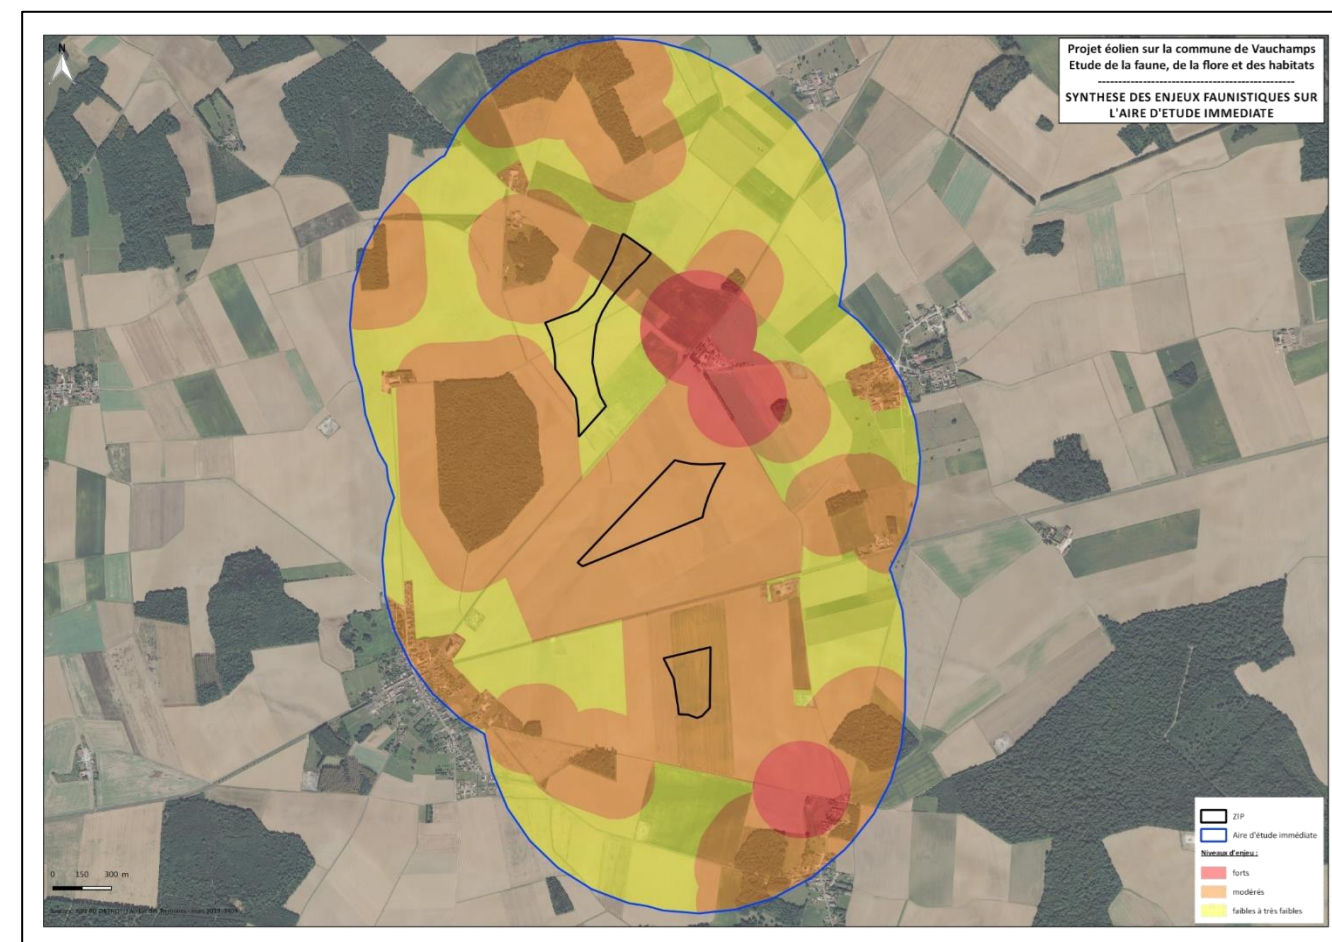 N
Projet éolien sur la commune de Vauchamps
Etude de la faune, de la flore et des habitats
------------------------------------------------
SYNTHESE DES ENJEUX FAUNISTIQUES SUR
L'AIRE D'ETUDE IMMEDIATE
ZIP
Aire d'étude immédiate
Niveaux d'enjeu :
forts
modérés
faibles à très faibles
0 150 300 m